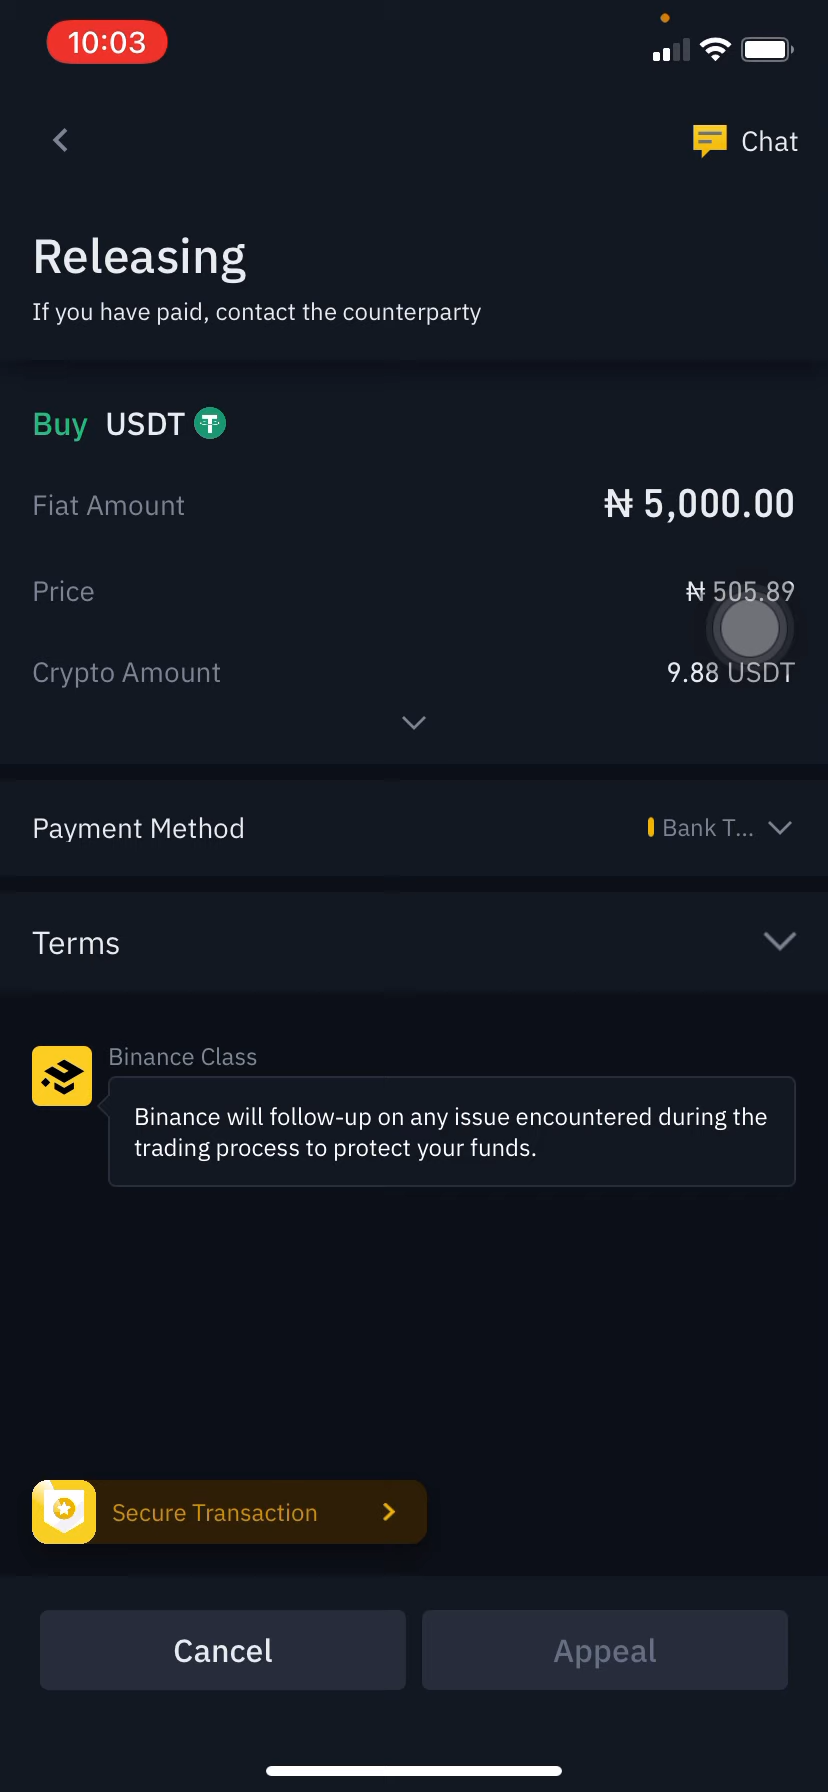 10:03
Chat
Releasing
If you have paid, contact the counterparty
Buy USDT
Fiat Amount ₦ 5,000.00
Price ₦ 505.89
Crypto Amount 9.88 USDT
Payment Method Bank T...
Terms
Binance Class
Binance will follow-up on any issue encountered during the
trading process to protect your funds.
Secure Transaction
Cancel Appeal